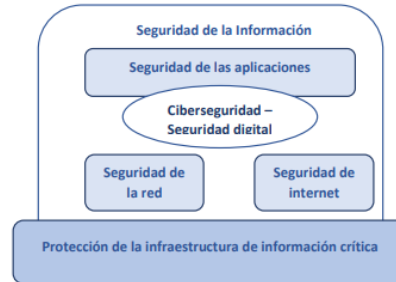 Seguridad de la Información
Seguridad de las aplicaciones
Ciberseguridad –
Seguridad digital
Seguridad de
la red
Seguridad de
internet
Protección de la infraestructura de información crítica